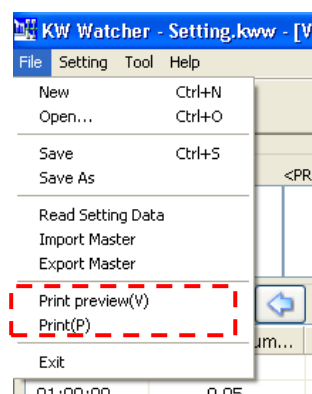 KW Watcher - Setting.kww - [V
File Setting Tool Help
New Ctrl+N
Open... Ctrl+O
Save Ctrl+S
Save As
<PR
Read Setting Data
Import Master
Export Master
Print preview(V)
Print(P)
um...
Exit
01:00:00 0.05